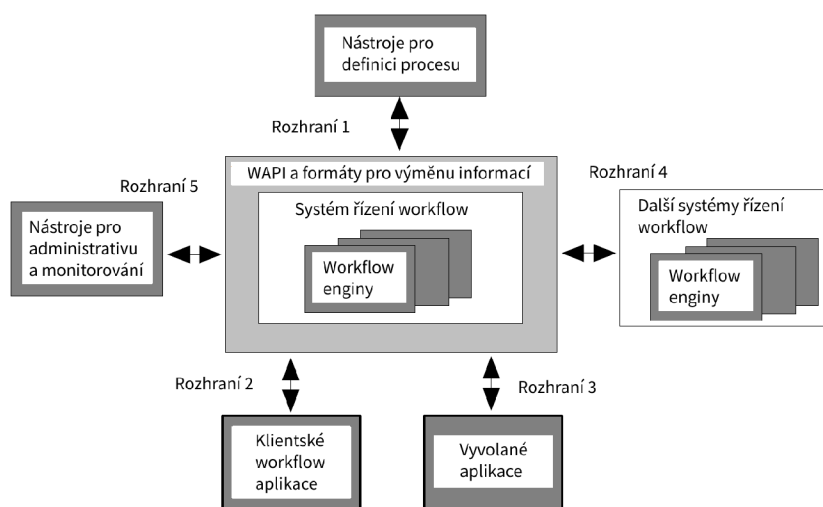 Nástroje pro
definici procesu
Rozhraní 1
WAPI a formáty pro výměnu informací
Rozhraní 5
Rozhraní 4
Systém řízení workflow
Další systémy řízení
workflow
Nástroje pro
administrativu
a monitorování
Workflow
enginy
Workflow
enginy
Rozhraní 2
Rozhraní 3
Klientské
workflow
aplikace
Vyvolané
aplikace